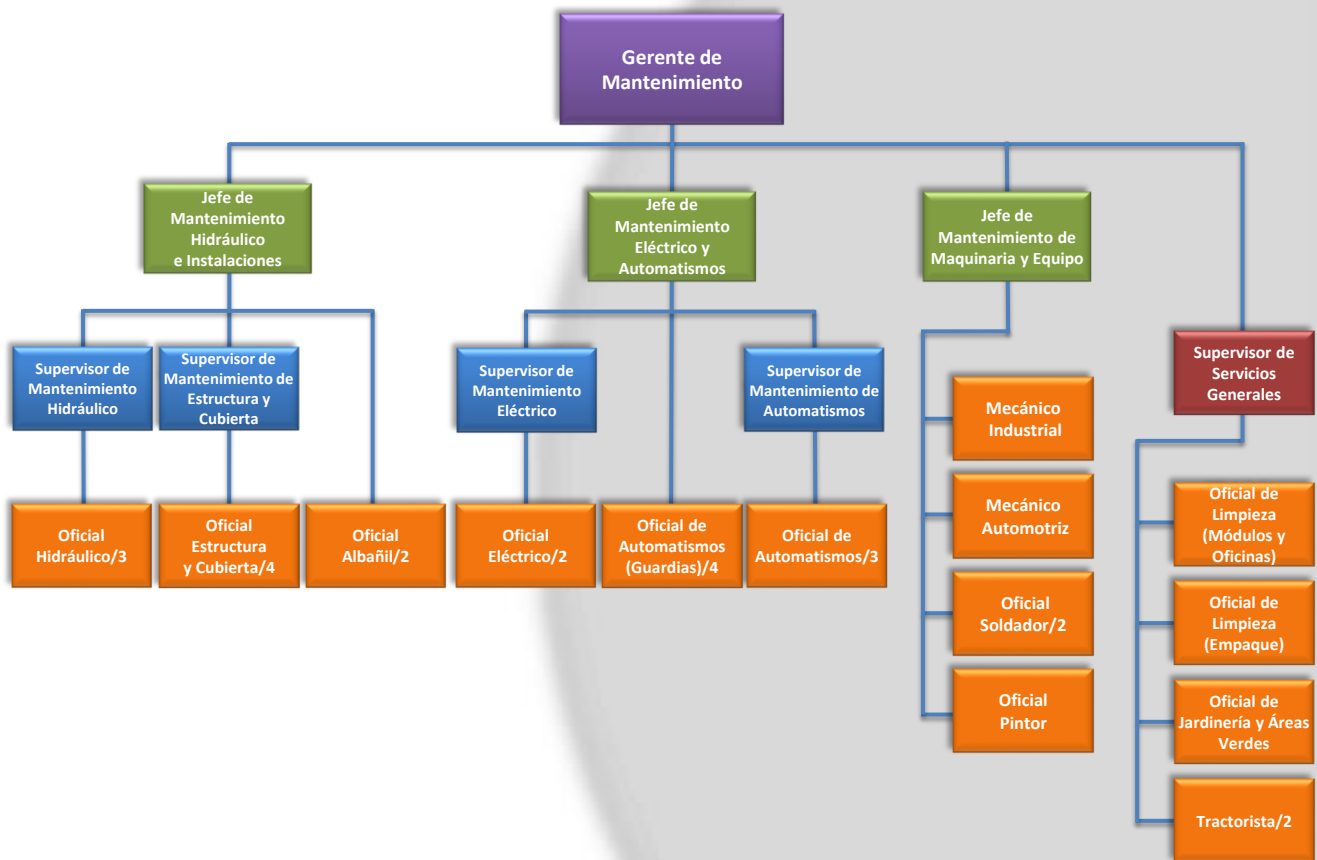 Gerente de
Mantenimiento
Jefe de
Mantenimiento
Hidráulico
e Instalaciones
Jefe de
Mantenimiento
Eléctrico y
Automatismos
Jefe de
Mantenimiento de
Maquinaria y Equipo
Supervisor de
Mantenimiento
Hidráulico
Supervisor de
Mantenimiento de
Estructura y
Cubierta
Supervisor de
Mantenimiento
Eléctrico
Supervisor de
Mantenimiento de
Automatismos
Supervisor de
Servicios
Generales
Oficial
Hidráulico/3
Oficial
Estructura
y Cubierta/4
Oficial
Albañil/2
Oficial
Eléctrico/2
Oficial de
Automatismos
(Guardias)/4
Oficial de
Automatismos/3
Mecánico
Industrial
Mecánico
Automotriz
Oficial
Soldador/2
Oficial
Pintor
Oficial de
Limpieza
(Módulos y
Oficinas)
Oficial de
Limpieza
(Empaque)
Oficial de
Jardinería y Áreas
Verdes
Tractorista/2